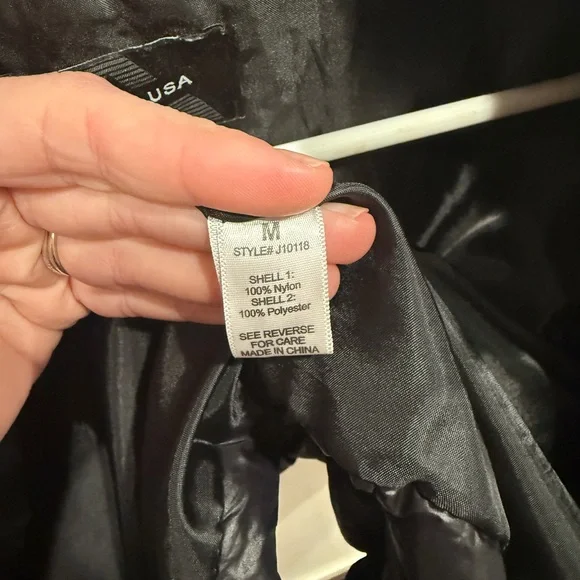 USA
M
STYLE# J10118
SHELL 1:
100% Nylon
SHELL 2:
100% Polyester
SEE REVERSE
FOR CARE
MADE IN CHINA